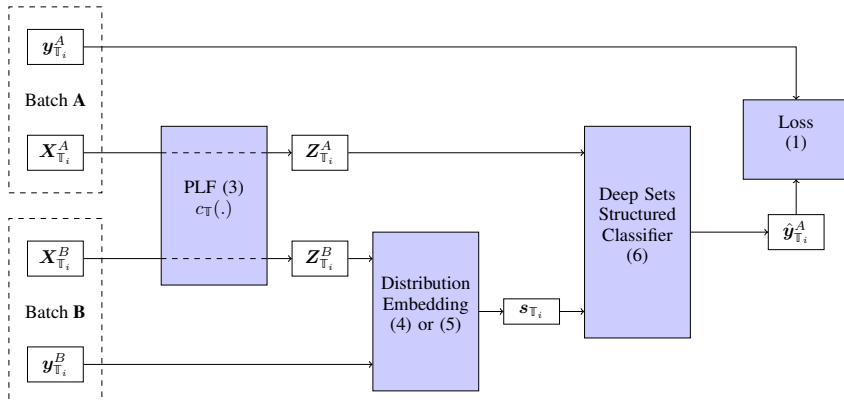 𝒚^A_{𝕋_i}
Batch A
𝑿^A_{𝕋_i}
𝑿^B_{𝕋_i}
Batch B
𝒚^B_{𝕋_i}
PLF (3)
c_𝕋(.)
𝒁^A_{𝕋_i}
𝒁^B_{𝕋_i}
Distribution
Embedding
(4) or (5)
𝒔_{𝕋_i}
Deep Sets
Structured
Classifier
(6)
Loss
(1)
𝒚̂^A_{𝕋_i}